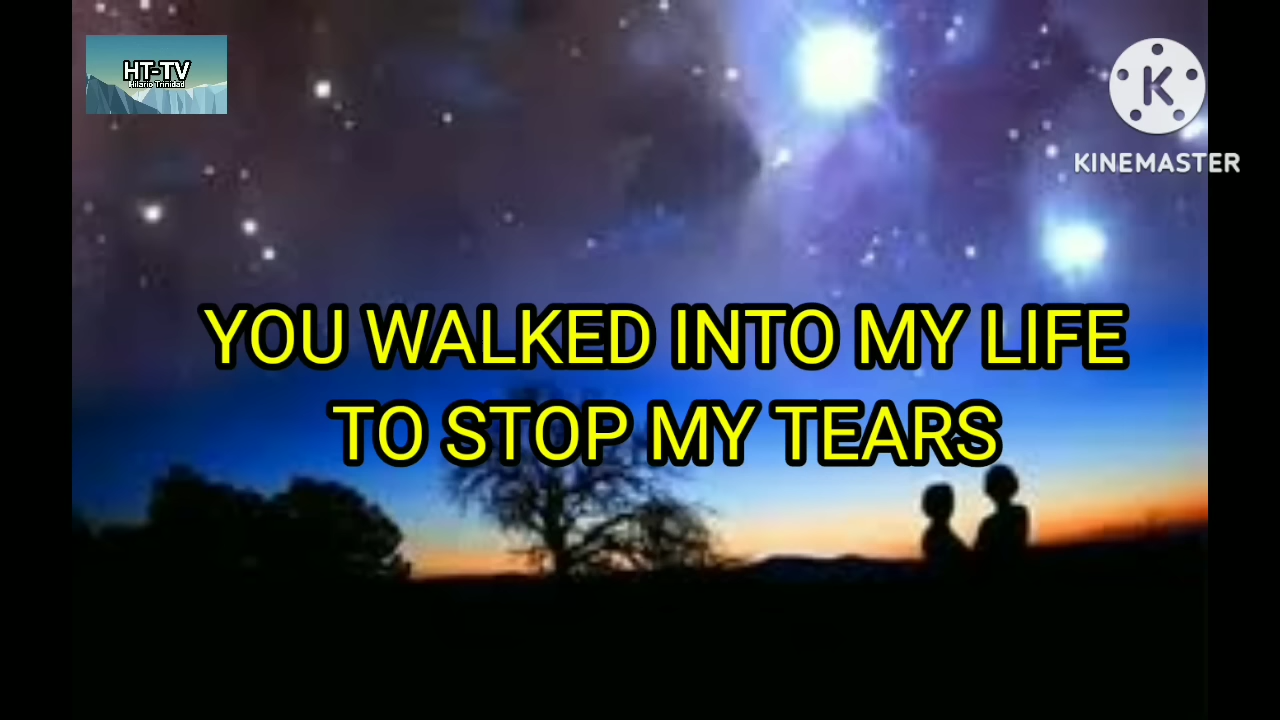 HT-TV
Hilario Trinidad
K
KINEMASTER
YOU WALKED INTO MY LIFE
TO STOP MY TEARS